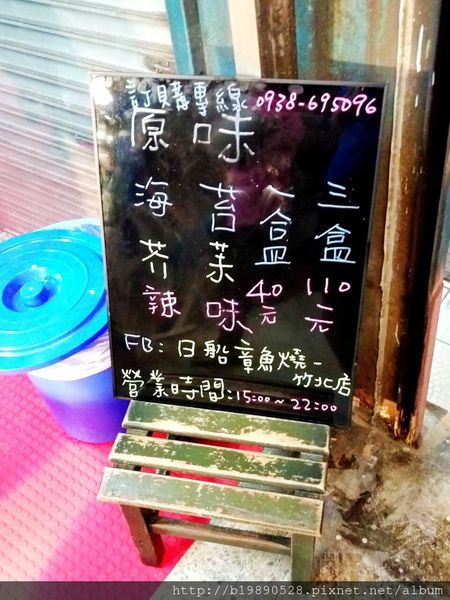 訂購專線 0938-695096
原味
海苔 一盒 三盒
芥茉 40元 110元
辣味
FB: 日船章魚燒-
竹北店
營業時間:15:00~22:00
http://b19890528.pixnet.net/album